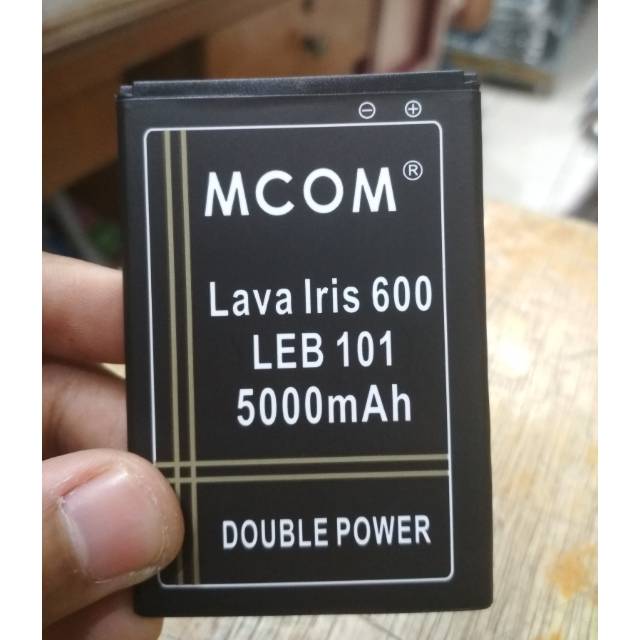 ⊖ ⊕
MCOM®
Lava Iris 600
LEB 101
5000mAh
DOUBLE POWER